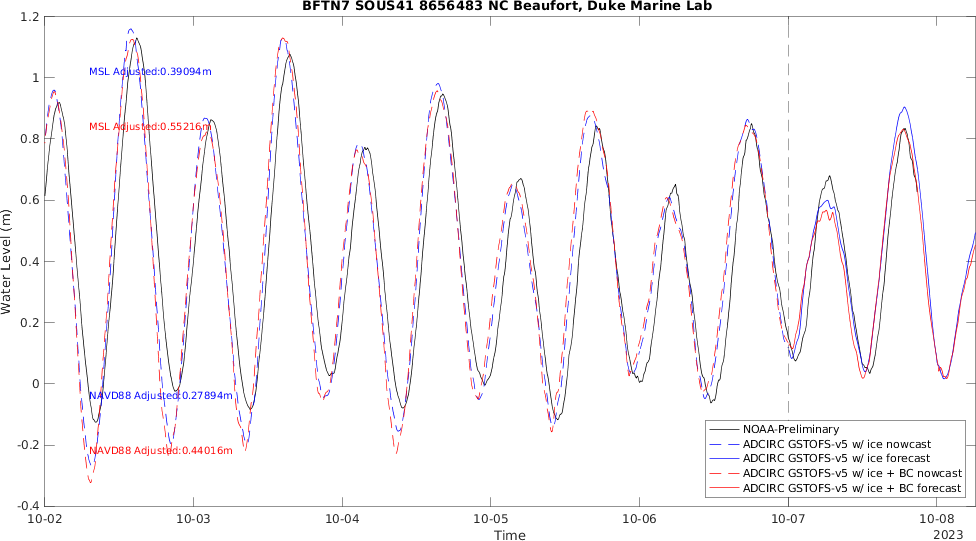 BFTN7 SOUS41 8656483 NC Beaufort, Duke Marine Lab
1.2
1
0.8
0.6
0.4
0.2
0
-0.2
-0.4
Water Level (m)
MSL Adjusted:0.39094m
MSL Adjusted:0.55216m
NAVD88 Adjusted:0.27894m
NAVD88 Adjusted:0.44016m
NOAA-Preliminary
ADCIRC GSTOFS-v5 w/ ice nowcast
ADCIRC GSTOFS-v5 w/ ice forecast
ADCIRC GSTOFS-v5 w/ ice + BC nowcast
ADCIRC GSTOFS-v5 w/ ice + BC forecast
10-02 10-03 10-04 10-05 10-06 10-07 10-08
Time
2023